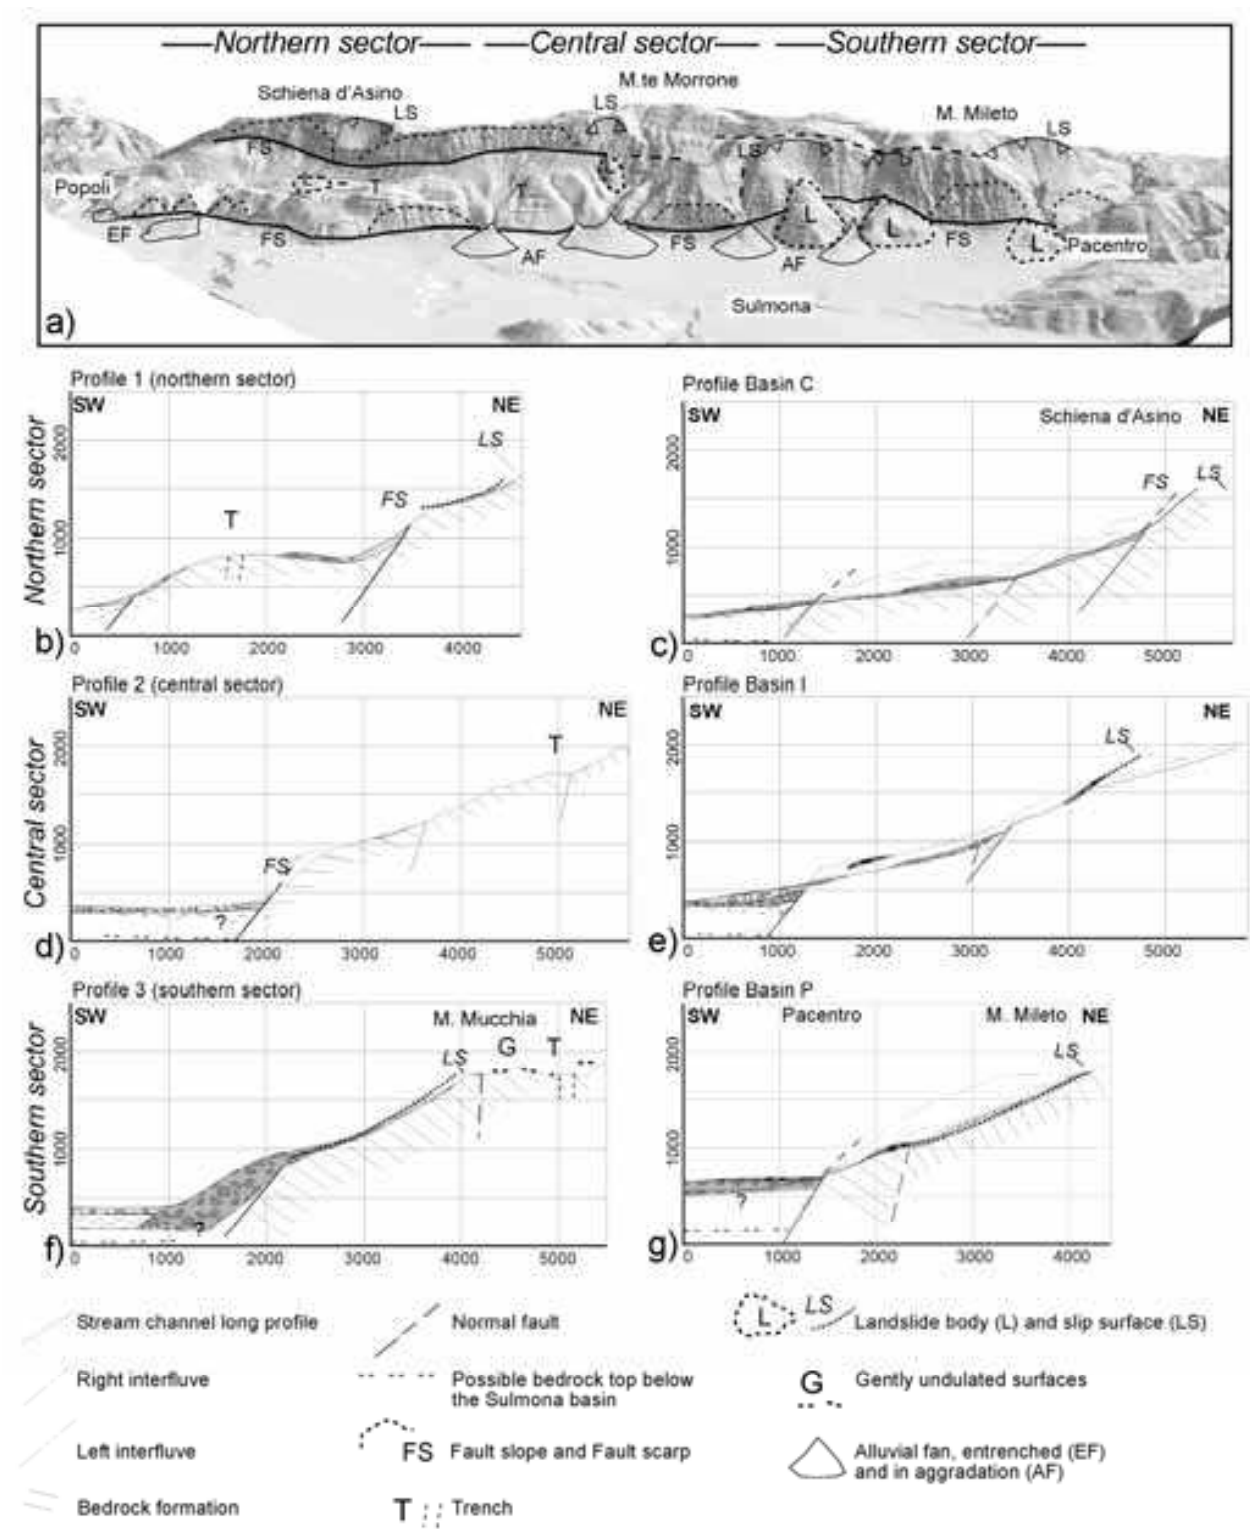 Northern sector Central sector Southern sector
M.te Morrone
Schiena d'Asino LS LS M. Mileto LS
FS LS
Popoli T T
L L
EF FS FS FS L Pacentro
AF AF
Sulmona
a)
Profile 1 (northern sector)
SW NE
LS
FS
T
Northern sector
2000
1000
b) 0 1000 2000 3000 4000
Profile Basin C
SW Schiena d'Asino NE
FS LS
2000
1000
c) 0 1000 2000 3000 4000 5000
Profile 2 (central sector)
SW NE
T
FS
?
Central sector
2000
1000
d) 0 1000 2000 3000 4000 5000
Profile Basin I
SW NE
LS
2000
1000
e) 0 1000 2000 3000 4000 5000
Profile 3 (southern sector)
SW M. Mucchia NE
LS G T
?
Southern sector
2000
1000
f) 0 1000 2000 3000 4000 5000
Profile Basin P
SW Pacentro M. Mileto NE
LS
?
2000
1000
g) 0 1000 2000 3000 4000
Stream channel long profile
Right interfluve
Left interfluve
Bedrock formation
Normal fault
Possible bedrock top below
the Sulmona basin
FS Fault slope and Fault scarp
T Trench
L LS Landslide body (L) and slip surface (LS)
G Gently undulated surfaces
Alluvial fan, entrenched (EF)
and in aggradation (AF)